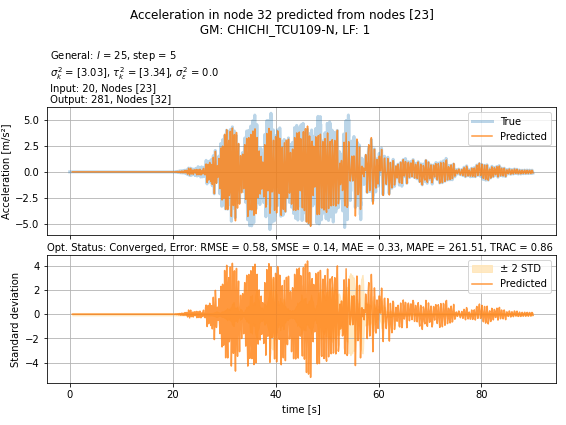 Acceleration in node 32 predicted from nodes [23]
GM: CHICHI_TCU109-N, LF: 1
General: l = 25, step = 5
σ²ₖ = [3.03], τ²ₖ = [3.34], σ²ε = 0.0
Input: 20, Nodes [23]
Output: 281, Nodes [32]
Acceleration [m/s²]
5.0
2.5
0.0
−2.5
−5.0
True
Predicted
Opt. Status: Converged, Error: RMSE = 0.58, SMSE = 0.14, MAE = 0.33, MAPE = 261.51, TRAC = 0.86
Standard deviation
4
2
0
−2
−4
± 2 STD
Predicted
0 20 40 60 80
time [s]